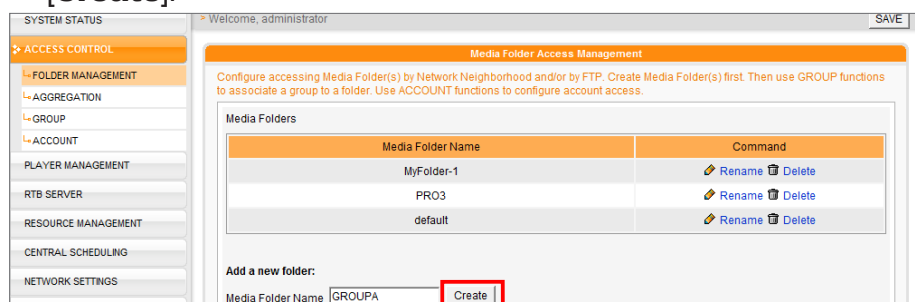 [Create].
SYSTEM STATUS
> Welcome, administrator
SAVE
ACCESS CONTROL
Media Folder Access Management
FOLDER MANAGEMENT
Configure accessing Media Folder(s) by Network Neighborhood and/or by FTP. Create Media Folder(s) first. Then use GROUP functions
to associate a group to a folder. Use ACCOUNT functions to configure account access.
AGGREGATION
GROUP
ACCOUNT
PLAYER MANAGEMENT
RTB SERVER
RESOURCE MANAGEMENT
CENTRAL SCHEDULING
NETWORK SETTINGS
Media Folders
Media Folder Name Command
MyFolder-1 Rename Delete
PRO3 Rename Delete
default Rename Delete
Add a new folder:
Media Folder Name GROUPA Create